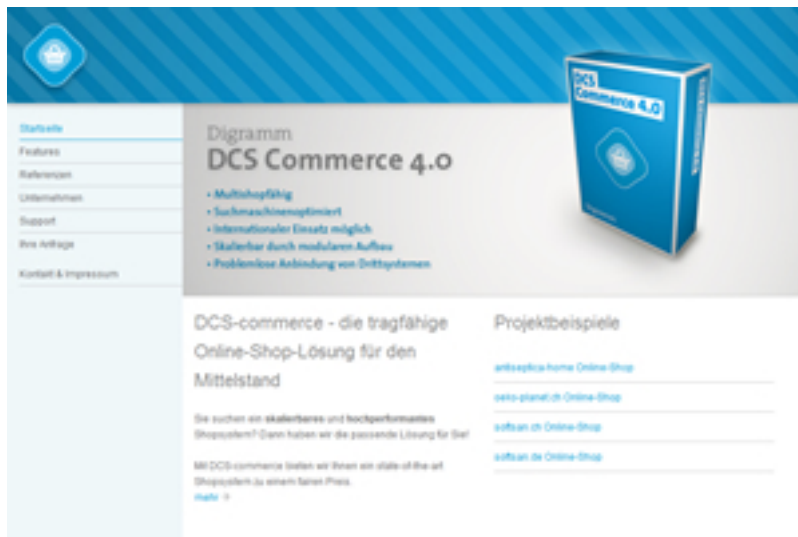 DCS
Commerce 4.0
Startseite
Features
Referenzen
Unternehmen
Support
Ihre Anfrage
Kontakt & Impressum
Digramm
DCS Commerce 4.0
• Multishopfähig
• Suchmaschinenoptimiert
• Internationaler Einsatz möglich
• Skalierbar durch modularen Aufbau
• Problemlose Anbindung von Drittsystemen
Digramm
DCS-commerce - die tragfähige
Online-Shop-Lösung für den
Mittelstand
Sie suchen ein skalierbares und hochperformantes
Shopsystem? Dann haben wir die passende Lösung für Sie!
Mit DCS-commerce bieten wir Ihnen ein state-of-the-art
Shopsystem zu einem fairen Preis.
mehr →
Projektbeispiele
antiseptica-home Online-Shop
oeko-planet.ch Online-Shop
softsan.ch Online-Shop
softsan.de Online-Shop